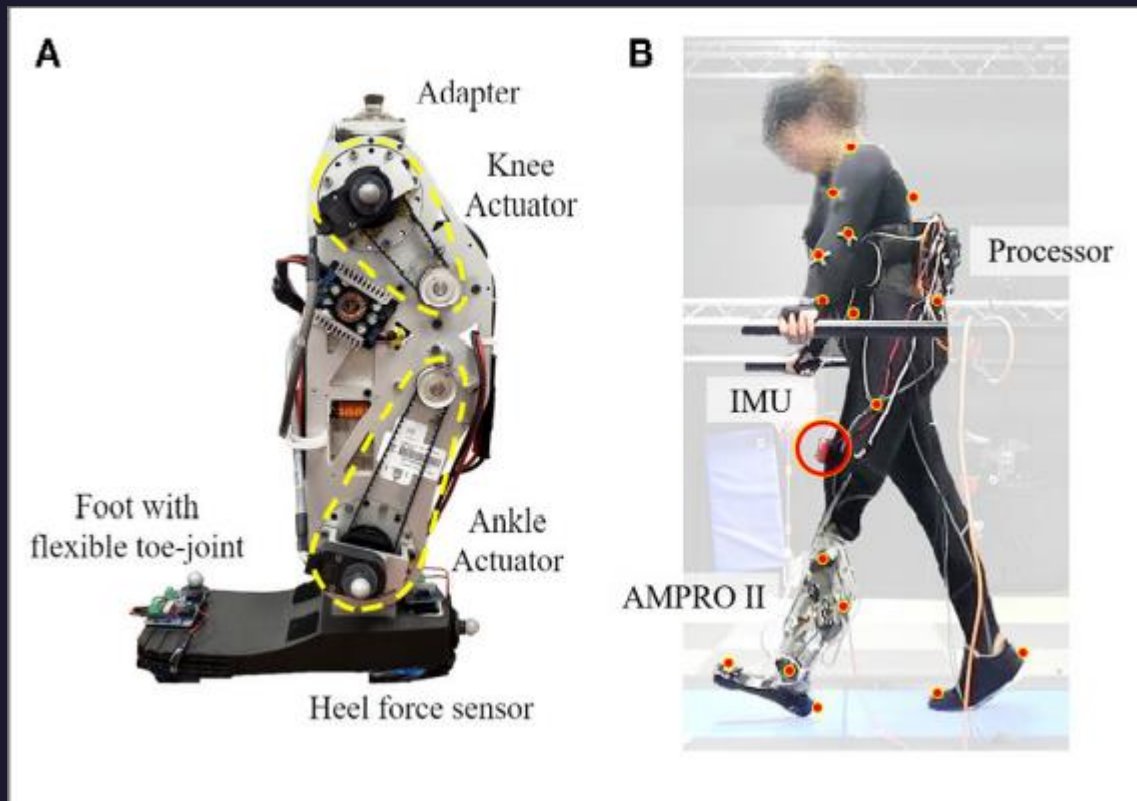 A
Adapter
Knee
Actuator
Foot with
flexible toe-joint
Ankle
Actuator
Heel force sensor
B
Processor
IMU
AMPRO II